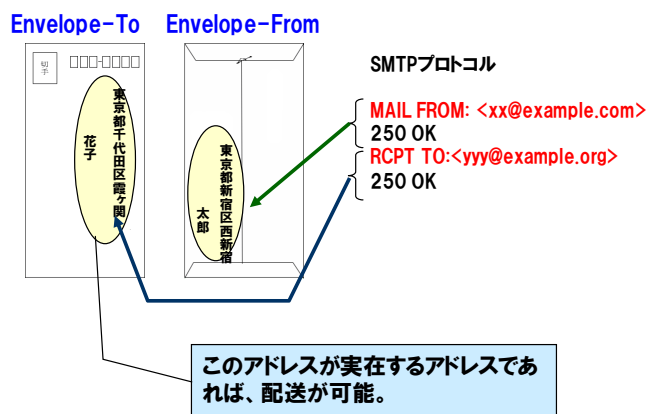 Envelope-To
Envelope-From
切手
東京都千代田区霞ヶ関
花子
東京都新宿区西新宿
太郎
SMTPプロトコル
MAIL FROM: <xx@example.com>
250 OK
RCPT TO:<yyy@example.org>
250 OK
このアドレスが実在するアドレスであ
れば、配送が可能。